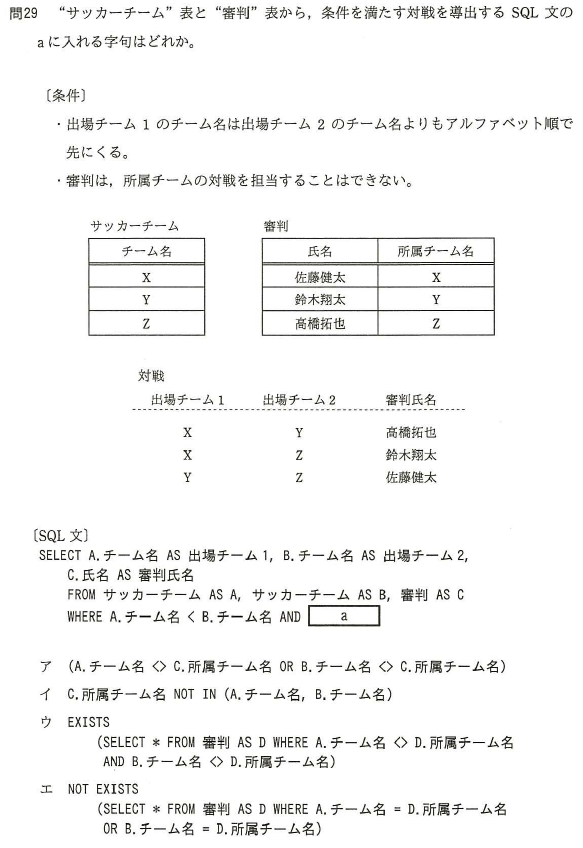 問29 “サッカーチーム”表と“審判”表から，条件を満たす対戦を導出する SQL 文の
aに入れる字句はどれか。
〔条件〕
・出場チーム 1 のチーム名は出場チーム 2 のチーム名よりもアルファベット順で
先にくる。
・審判は，所属チームの対戦を担当することはできない。
サッカーチーム 審判
チーム名 氏名 所属チーム名
X 佐藤健太 X
Y 鈴木翔太 Y
Z 高橋拓也 Z
対戦
出場チーム1 出場チーム2 審判氏名
X Y 高橋拓也
X Z 鈴木翔太
Y Z 佐藤健太
〔SQL 文〕
SELECT A.チーム名 AS 出場チーム1, B.チーム名 AS 出場チーム2,
C.氏名 AS 審判氏名
FROM サッカーチーム AS A, サッカーチーム AS B, 審判 AS C
WHERE A.チーム名 < B.チーム名 AND a
ア (A.チーム名 <> C.所属チーム名 OR B.チーム名 <> C.所属チーム名)
イ C.所属チーム名 NOT IN (A.チーム名, B.チーム名)
ウ EXISTS
(SELECT * FROM 審判 AS D WHERE A.チーム名 <> D.所属チーム名
AND B.チーム名 <> D.所属チーム名)
エ NOT EXISTS
(SELECT * FROM 審判 AS D WHERE A.チーム名 = D.所属チーム名
OR B.チーム名 = D.所属チーム名)